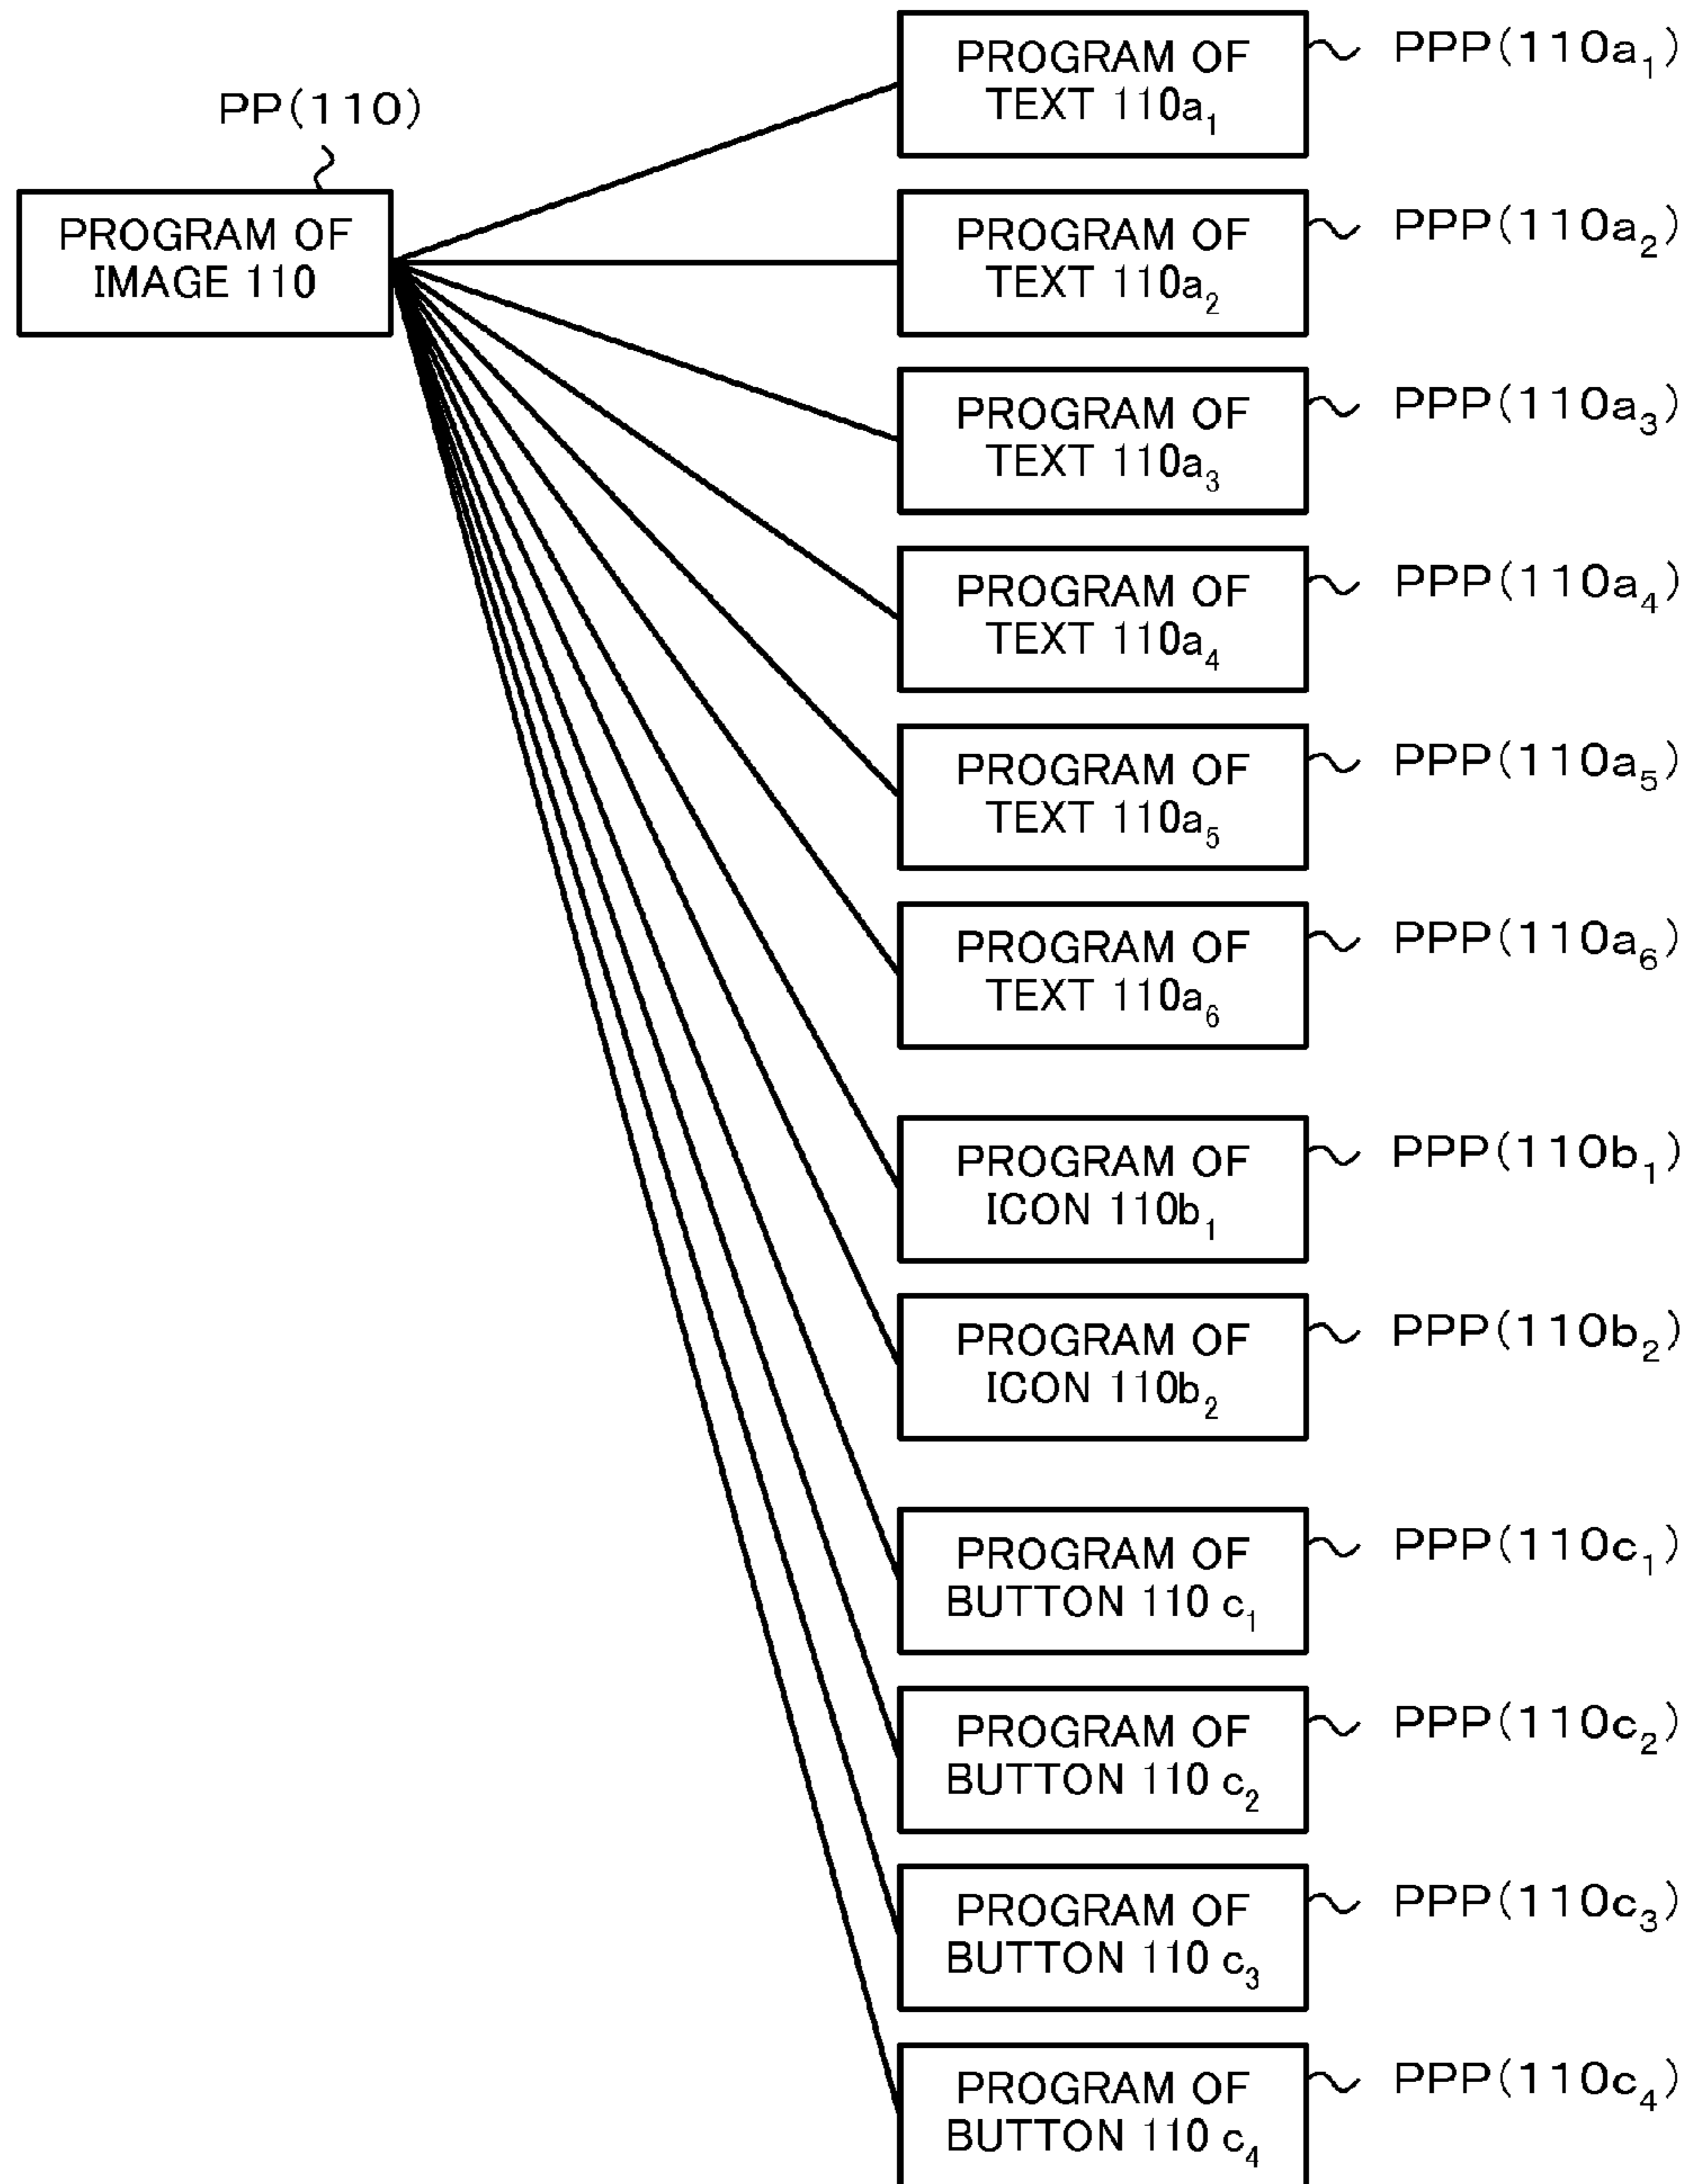 PP(110)
PROGRAM OF
IMAGE 110
PROGRAM OF
TEXT 110a₁
PPP(110a₁)
PROGRAM OF
TEXT 110a₂
PPP(110a₂)
PROGRAM OF
TEXT 110a₃
PPP(110a₃)
PROGRAM OF
TEXT 110a₄
PPP(110a₄)
PROGRAM OF
TEXT 110a₅
PPP(110a₅)
PROGRAM OF
TEXT 110a₆
PPP(110a₆)
PROGRAM OF
ICON 110b₁
PPP(110b₁)
PROGRAM OF
ICON 110b₂
PPP(110b₂)
PROGRAM OF
BUTTON 110 c₁
PPP(110c₁)
PROGRAM OF
BUTTON 110 c₂
PPP(110c₂)
PROGRAM OF
BUTTON 110 c₃
PPP(110c₃)
PROGRAM OF
BUTTON 110 c₄
PPP(110c₄)